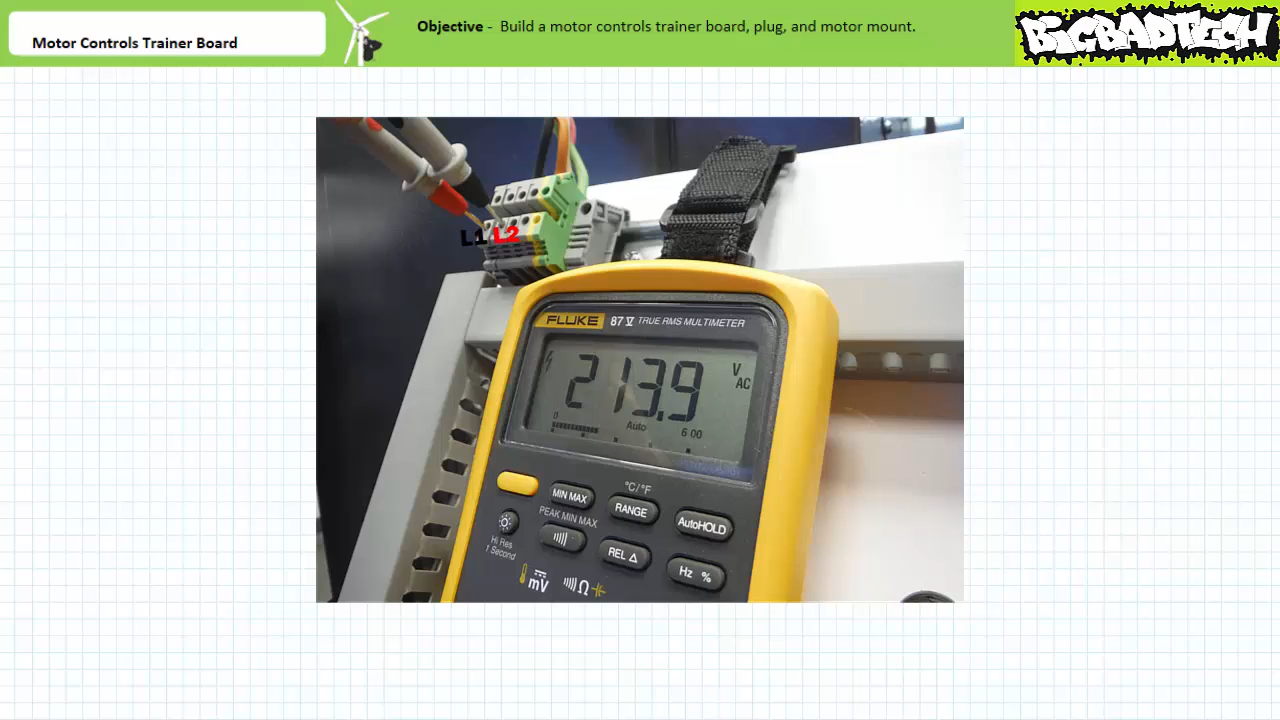 Motor Controls Trainer Board
Objective - Build a motor controls trainer board, plug, and motor mount.
BIGBADTECH
L1 L2
FLUKE 87 V TRUE RMS MULTIMETER
213.9
V
AC
0
Auto
6 00
MIN MAX
°C/°F
RANGE
AutoHOLD
PEAK MIN MAX
Hi Res
1 Second
REL Δ
Hz %
mV
Ω